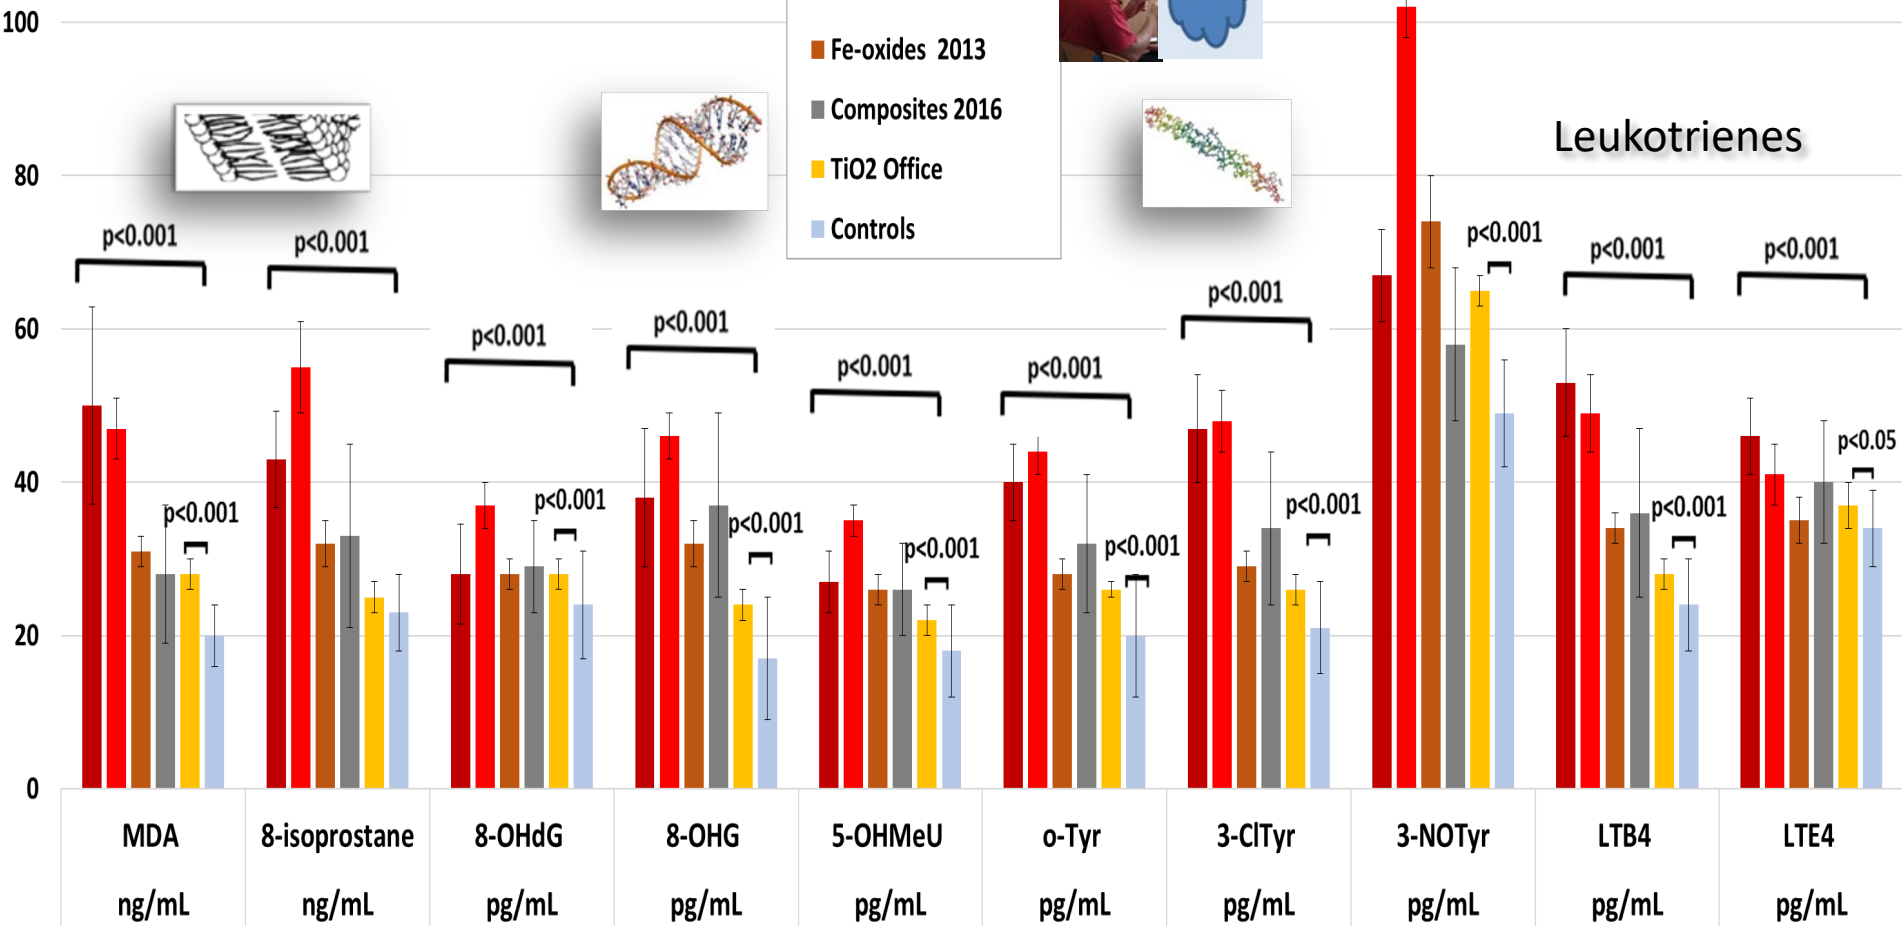 100
Fe-oxides 2013
Composites 2016
TiO2 Office
Controls
Leukotrienes
80
p<0.001
p<0.001
p<0.001
p<0.001
p<0.001
p<0.001
60
p<0.001
p<0.001
p<0.001
p<0.001
p<0.001
40
p<0.05
p<0.001
p<0.001
p<0.001
p<0.001
p<0.001
p<0.001
p<0.001
20
0
MDA 8-isoprostane 8-OHdG 8-OHG 5-OHMeU o-Tyr 3-ClTyr 3-NOTyr LTB4 LTE4
ng/mL ng/mL pg/mL pg/mL pg/mL pg/mL pg/mL pg/mL pg/mL pg/mL